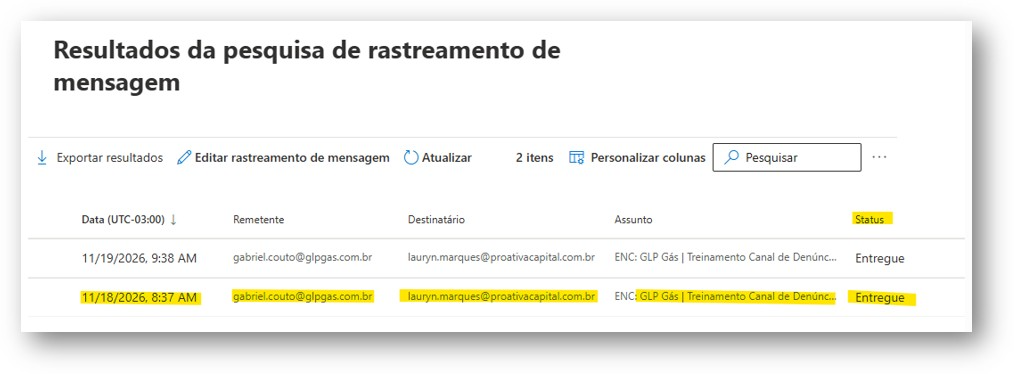 Resultados da pesquisa de rastreamento de
mensagem
Exportar resultados Editar rastreamento de mensagem Atualizar 2 itens Personalizar colunas Pesquisar ...
Data (UTC-03:00) ↓ Remetente Destinatário Assunto Status
11/19/2026, 9:38 AM gabriel.couto@glpgas.com.br lauryn.marques@proativacapital.com.br ENC: GLP Gás | Treinamento Canal de Denúnc... Entregue
11/18/2026, 8:37 AM gabriel.couto@glpgas.com.br lauryn.marques@proativacapital.com.br ENC: GLP Gás | Treinamento Canal de Denúnc... Entregue